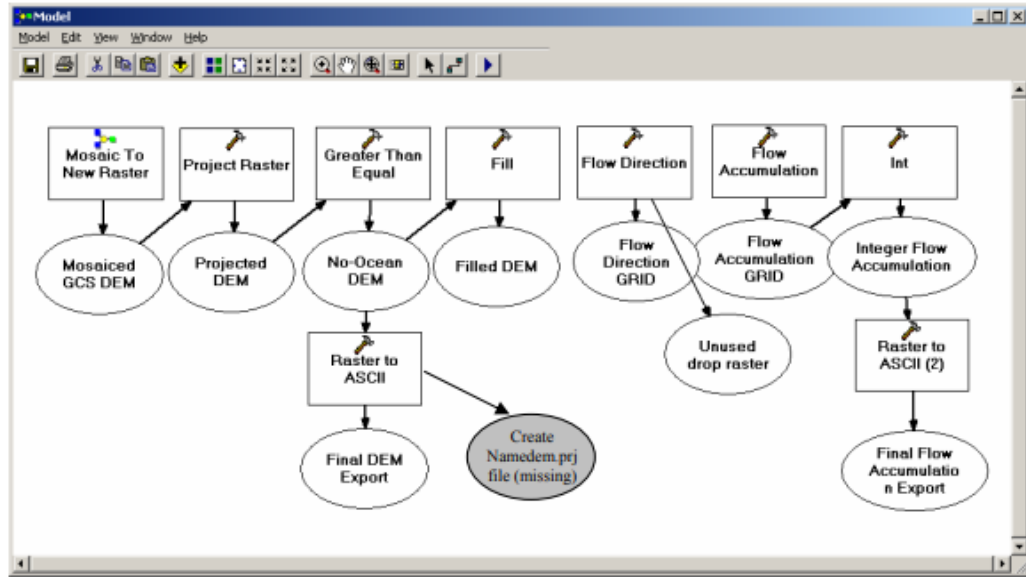 Model
Model Edit View Window Help
Mosaic To
New Raster
Project Raster
Greater Than
Equal
Fill
Flow Direction
Flow
Accumulation
Int
Mosaiced
GCS DEM
Projected
DEM
No-Ocean
DEM
Filled DEM
Flow
Direction
GRID
Flow
Accumulation
GRID
Integer Flow
Accumulation
Raster to
ASCII
Unused
drop raster
Raster to
ASCII (2)
Final DEM
Export
Create
Namedem.prj
file (missing)
Final Flow
Accumulatio
n Export